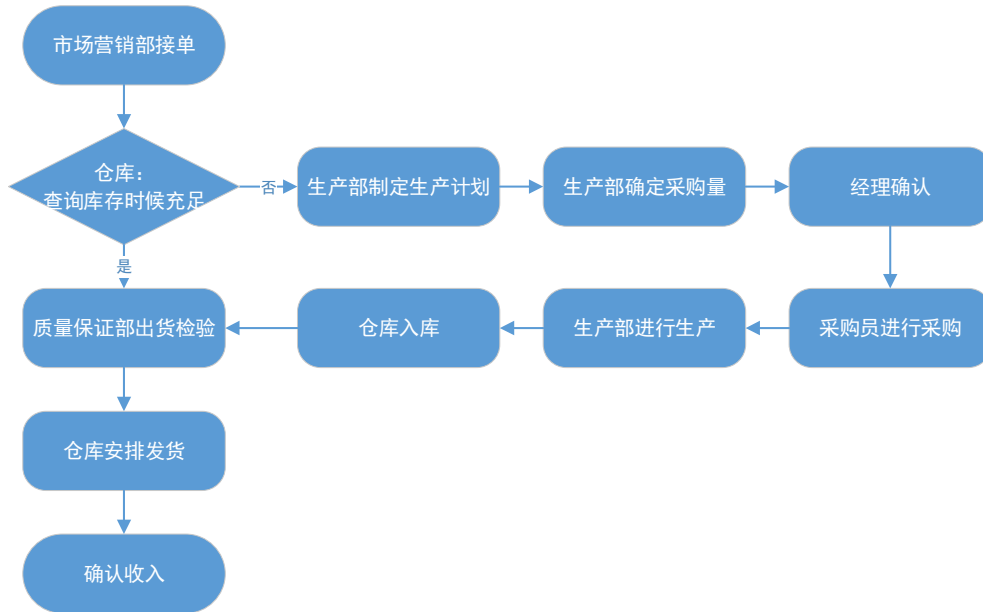 市场营销部接单
仓库：
查询库存时候充足
否
生产部制定生产计划
生产部确定采购量
经理确认
是
质量保证部出货检验
仓库入库
生产部进行生产
采购员进行采购
仓库安排发货
确认收入